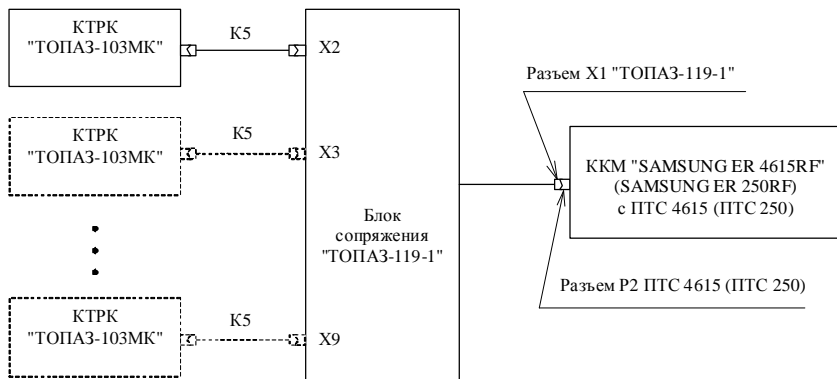 КТРК
"ТОПАЗ-103МК"
К5
Х2
КТРК
"ТОПАЗ-103МК"
К5
Х3
КТРК
"ТОПАЗ-103МК"
К5
Х9
Блок
сопряжения
"ТОПАЗ-119-1"
Разъем Х1 "ТОПАЗ-119-1"
ККМ "SAMSUNG ER 4615RF"
(SAMSUNG ER 250RF)
с ПТС 4615 (ПТС 250)
Разъем Р2 ПТС 4615 (ПТС 250)